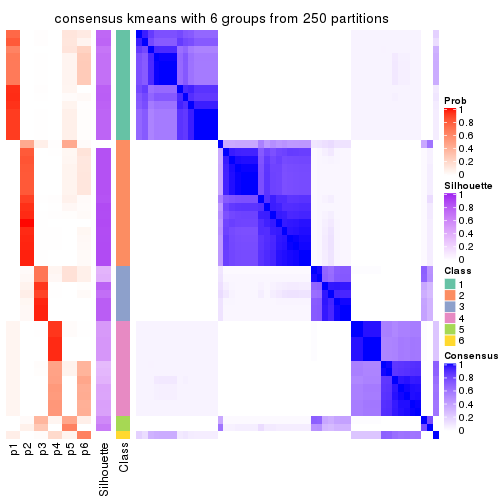 consensus kmeans with 6 groups from 250 partitions
Prob
1
0.8
0.6
0.4
0.2
0
Silhouette
1
0.8
0.6
0.4
0.2
0
Class
1
2
3
4
5
6
Consensus
1
0.8
0.6
0.4
0.2
0
p1
p2
p3
p4
p5
p6
Silhouette
Class